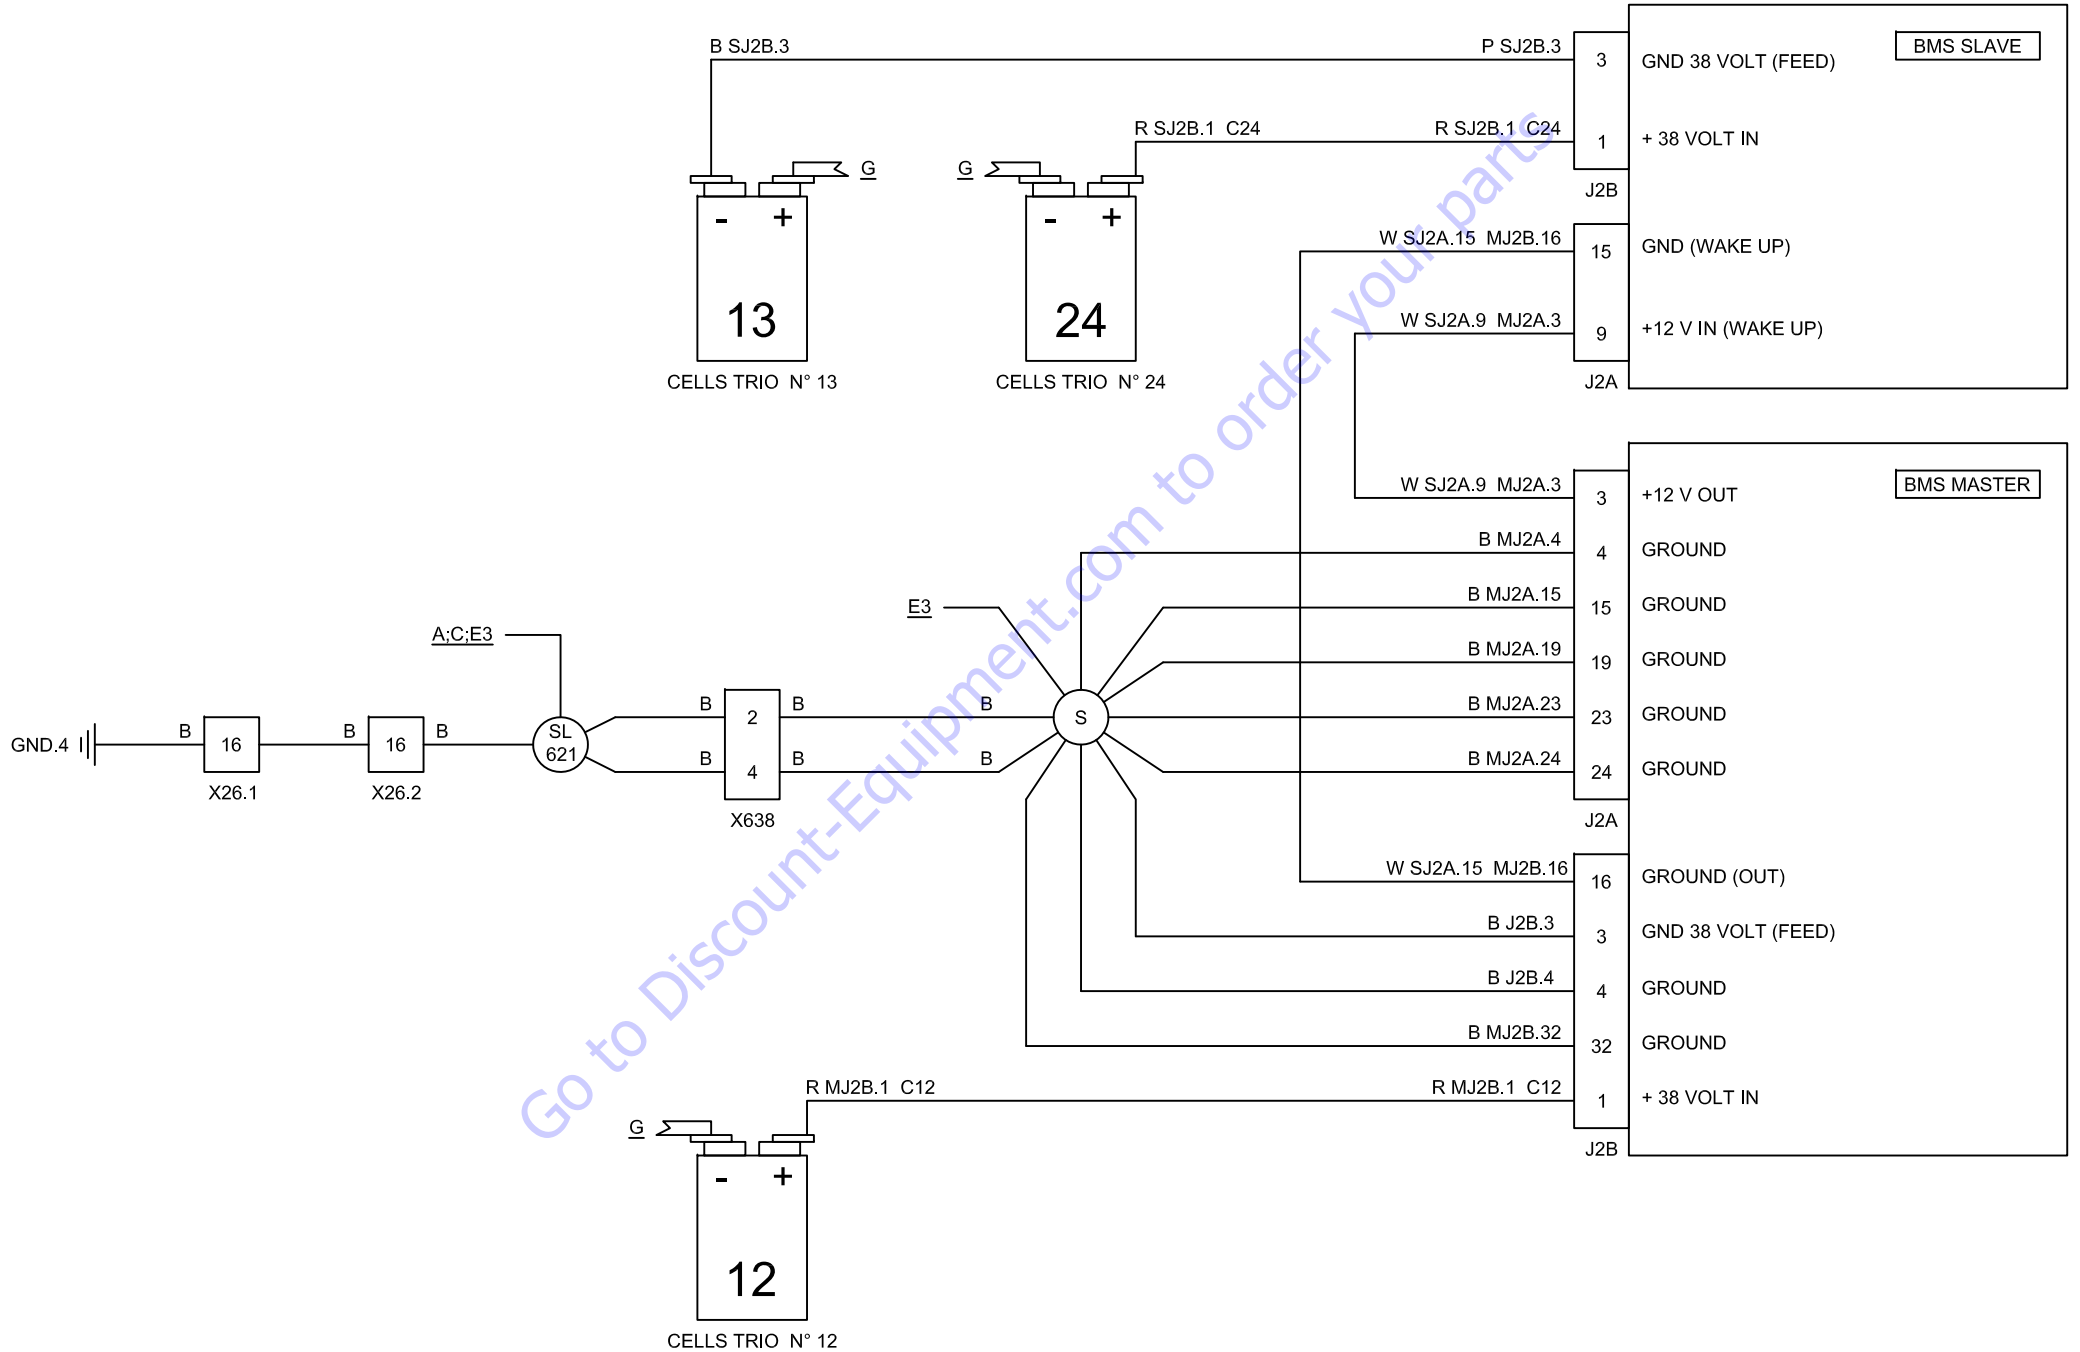 B SJ2B.3
P SJ2B.3
3
GND 38 VOLT (FEED)
BMS SLAVE
R SJ2B.1 C24
R SJ2B.1 C24
1
+ 38 VOLT IN
G
G
J2B
- +
- +
W SJ2A.15 MJ2B.16
15
GND (WAKE UP)
13
24
W SJ2A.9 MJ2A.3
9
+12 V IN (WAKE UP)
CELLS TRIO N° 13
CELLS TRIO N° 24
J2A
W SJ2A.9 MJ2A.3
3
+12 V OUT
BMS MASTER
B MJ2A.4
4
GROUND
E3
B MJ2A.15
15
GROUND
A;C;E3
B MJ2A.19
19
GROUND
B
2
B
B
S
B MJ2A.23
23
GROUND
GND.4
B
16
B
16
B
SL
621
B
4
B
B
B MJ2A.24
24
GROUND
X26.1
X26.2
X638
J2A
W SJ2A.15 MJ2B.16
16
GROUND (OUT)
B J2B.3
3
GND 38 VOLT (FEED)
B J2B.4
4
GROUND
B MJ2B.32
32
GROUND
R MJ2B.1 C12
R MJ2B.1 C12
1
+ 38 VOLT IN
G
J2B
- +
12
CELLS TRIO N° 12
Go to Discount-Equipment.com to order your parts